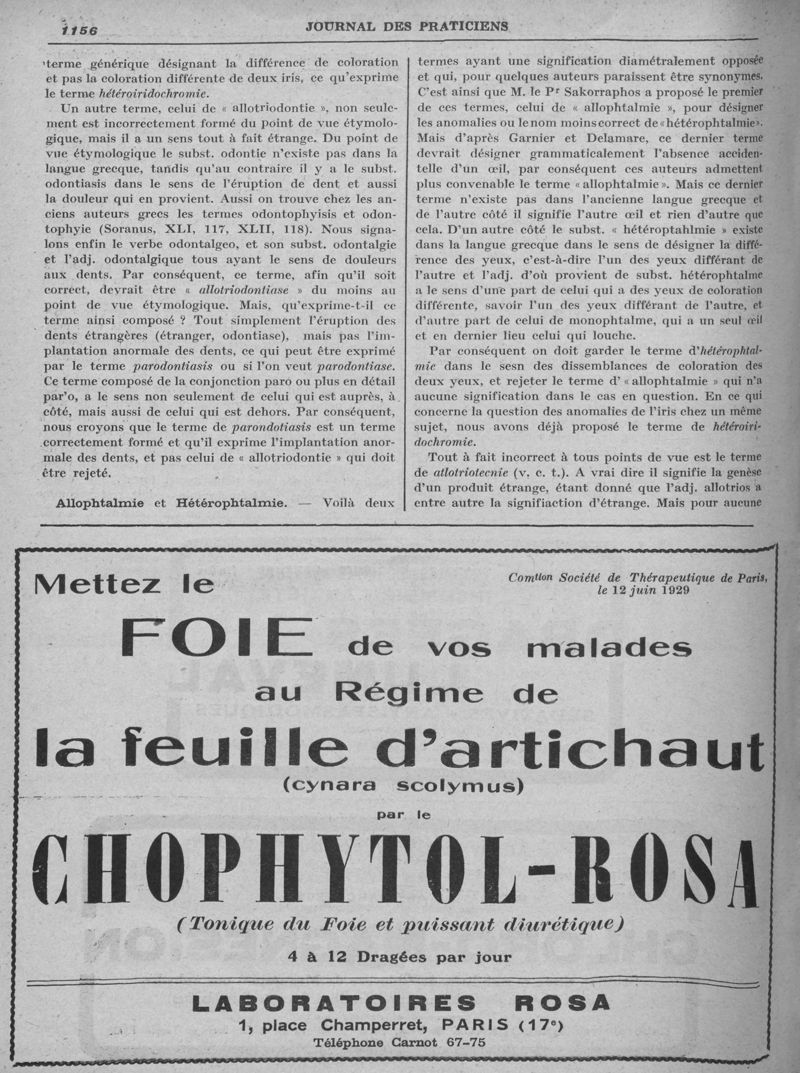 1156
JOURNAL DES PRATICIENS
'terme générique désignant la différence de coloration
et pas la coloration différente de deux iris, ce qu'exprime
le terme hétéroiridochromie.
Un autre terme, celui de « allotriodontie », non seule-
ment est incorrectement formé du point de vue étymolo-
gique, mais il a un sens tout à fait étrange. Du point de
vue étymologique le subst. odontie n'existe pas dans la
langue grecque, tandis qu'au contraire il y a le subst.
odontiasis dans le sens de l'éruption de dent et aussi
la douleur qui en provient. Aussi on trouve chez les an-
ciens auteurs grecs les termes odontophyisis et odon-
tophyie (Soranus, XLI, 117, XLII, 118). Nous signa-
lons enfin le verbe odontalgeo, et son subst. odontalgie
et l'adj. odontalgique tous ayant le sens de douleurs
aux dents. Par conséquent, ce terme, afin qu'il soit
correct, devrait être « allotriodontiase » du moins au
point de vue étymologique. Mais, qu'exprime-t-il ce
terme ainsi composé ? Tout simplement l'éruption des
dents étrangères (étranger, odontiase), mais pas l'im-
plantation anormale des dents, ce qui peut être exprimé
par le terme parodontiasis ou si l'on veut parodontiase.
Ce terme composé de la conjonction paro ou plus en détail
par'o, a le sens non seulement de celui qui est auprès, à
côté, mais aussi de celui qui est dehors. Par conséquent,
nous croyons que le terme de parondotiasis est un terme
correctement formé et qu'il exprime l'implantation anor-
male des dents, et pas celui de « allotriodontie » qui doit
être rejeté.
Allophtalmie et Hétérophtalmie. — Voilà deux
termes ayant une signification diamétralement opposée
et qui, pour quelques auteurs paraissent être synonymes.
C'est ainsi que M. le Pr Sakorraphos a proposé le premier
de ces termes, celui de « allophtalmie », pour désigner
les anomalies ou le nom moins correct de « hétérophtalmie».
Mais d'après Garnier et Delamare, ce dernier terme
devrait désigner grammaticalement l'absence acciden-
telle d'un œil, par conséquent ces auteurs admettent
plus convenable le terme « allophtalmie ». Mais ce dernier
terme n'existe pas dans l'ancienne langue grecque et
de l'autre côté il signifie l'autre œil et rien d'autre que
cela. D'un autre côté le subst. « hétéroptahlmie » existe
dans la langue grecque dans le sens de désigner la diffé-
rence des yeux, c'est-à-dire l'un des yeux différant de
l'autre et l'adj. d'où provient de subst. hétérophtalme
a le sens d'une part de celui qui a des yeux de coloration
différente, savoir l'un des yeux différant de l'autre, et
d'autre part de celui de monophtalme, qui a un seul œil
et en dernier lieu celui qui louche.
Par conséquent on doit garder le terme d'hétérophtal-
mie dans le sesn des dissemblances de coloration des
deux yeux, et rejeter le terme d' « allophtalmie » qui n'a
aucune signification dans le cas en question. En ce qui
concerne la question des anomalies de l'iris chez un même
sujet, nous avons déjà proposé le terme de hétéroiri-
dochromie.
Tout à fait incorrect à tous points de vue est le terme
de allotriotecnie (v. c. t.). A vrai dire il signifie la genèse
d'un produit étrange, étant donné que l'adj. allotrios a
entre autre la signifiaction d'étrange. Mais pour aucune
Mettez le
Comtion Société de Thérapeutique de Paris,
le 12 juin 1929
FOIE de vos malades
au Régime de
la feuille d'artichaut
(cynara scolymus)
par le
CHOPHYTOL-ROSA
(Tonique du Foie et puissant diurétique)
4 à 12 Dragées par jour
LABORATOIRES ROSA
1, place Champerret, PARIS (17e)
Téléphone Carnot 67-75